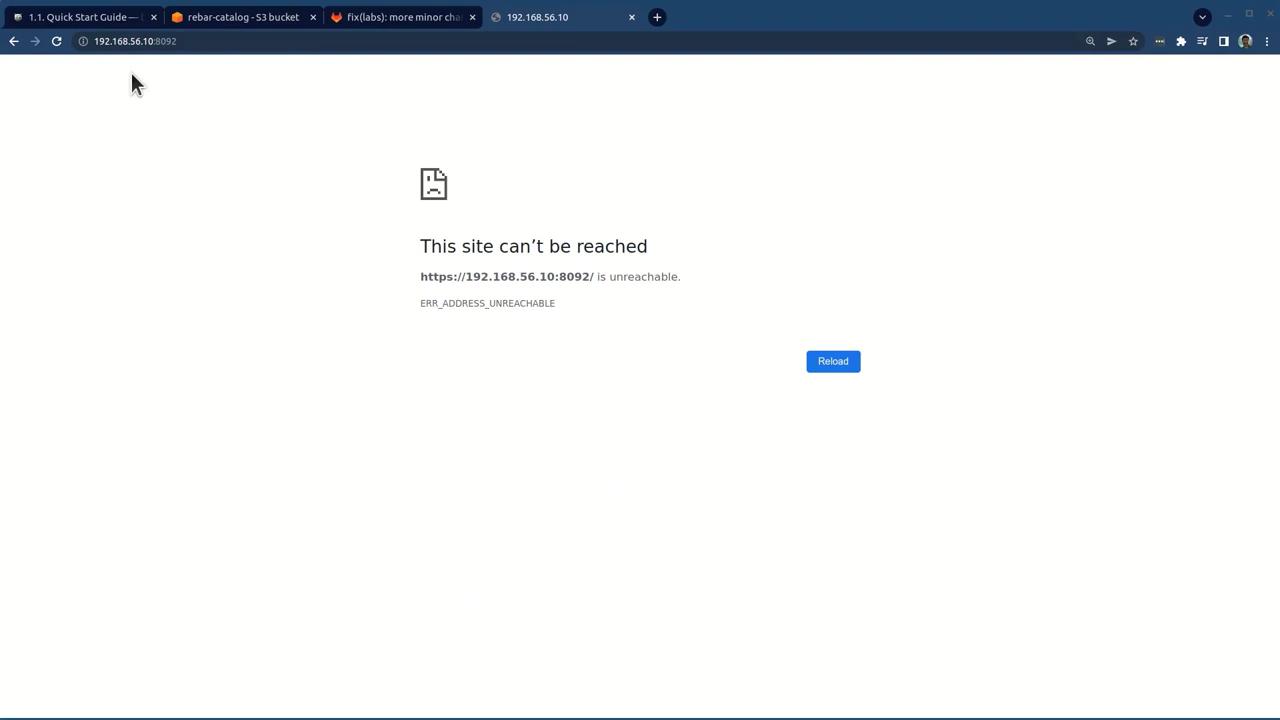 1.1. Quick Start Guide —
rebar-catalog - S3 bucket
fix(labs): more minor cha
192.168.56.10
192.168.56.10:8092
This site can’t be reached
https://192.168.56.10:8092/ is unreachable.
ERR_ADDRESS_UNREACHABLE
Reload